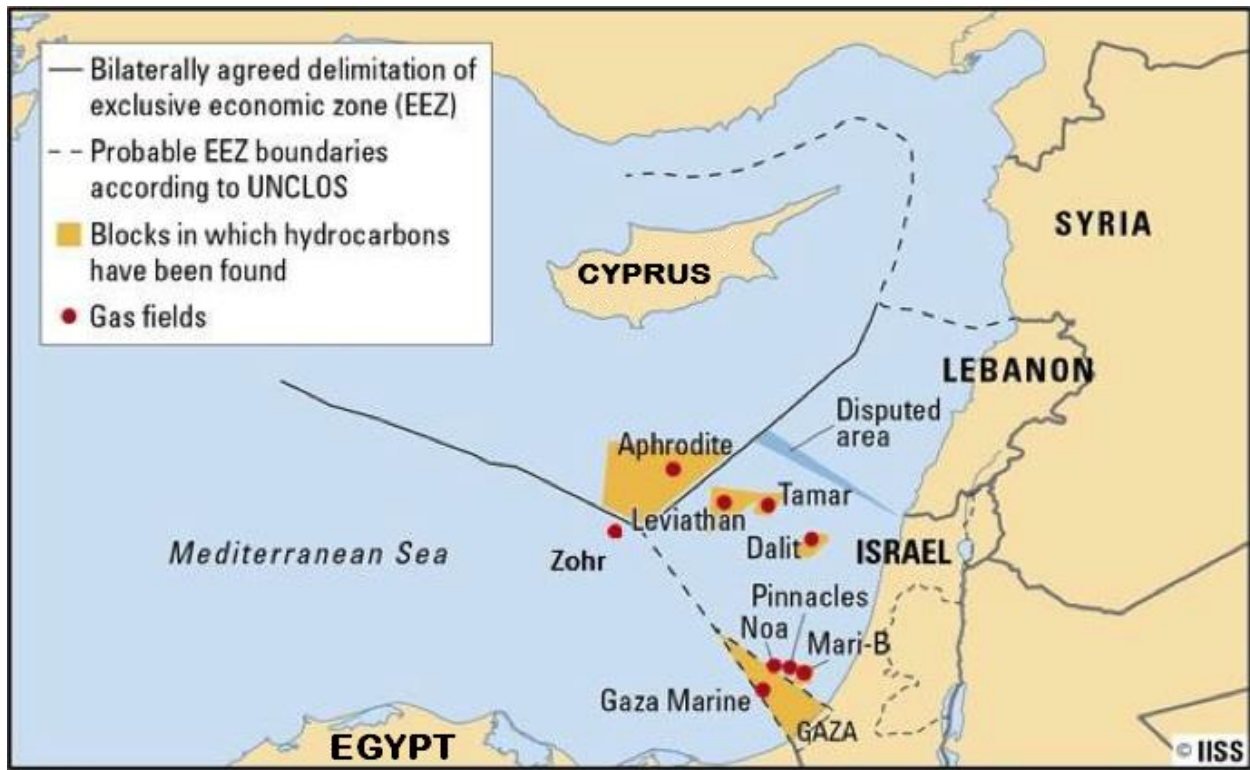 Bilaterally agreed delimitation of
exclusive economic zone (EEZ)
Probable EEZ boundaries
according to UNCLOS
Blocks in which hydrocarbons
have been found
Gas fields
SYRIA
CYPRUS
LEBANON
Disputed
area
Aphrodite
Tamar
Leviathan
Mediterranean Sea
Zohr
Dalit
ISRAEL
Pinnacles
Noa
Mari-B
Gaza Marine
GAZA
EGYPT
© IISS